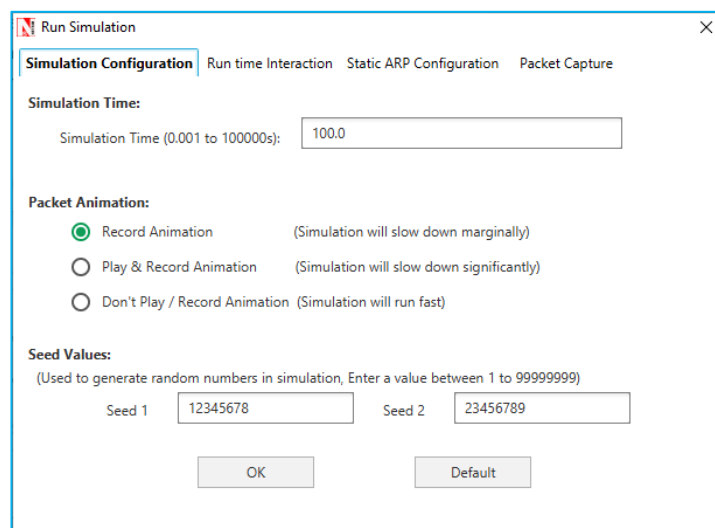 Run Simulation
Simulation Configuration Run time Interaction Static ARP Configuration Packet Capture
Simulation Time:
Simulation Time (0.001 to 100000s): 100.0
Packet Animation:
Record Animation (Simulation will slow down marginally)
Play & Record Animation (Simulation will slow down significantly)
Don't Play / Record Animation (Simulation will run fast)
Seed Values:
(Used to generate random numbers in simulation, Enter a value between 1 to 99999999)
Seed 1 12345678 Seed 2 23456789
OK Default